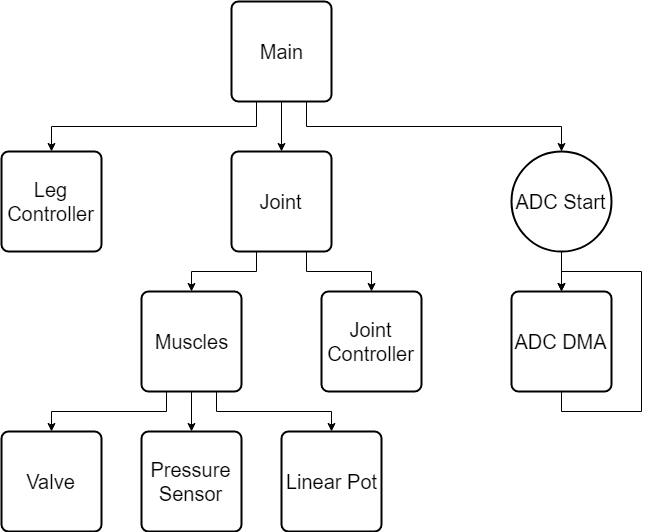 Main
Leg
Controller
Joint
ADC Start
Muscles
Joint
Controller
ADC DMA
Valve
Pressure
Sensor
Linear Pot